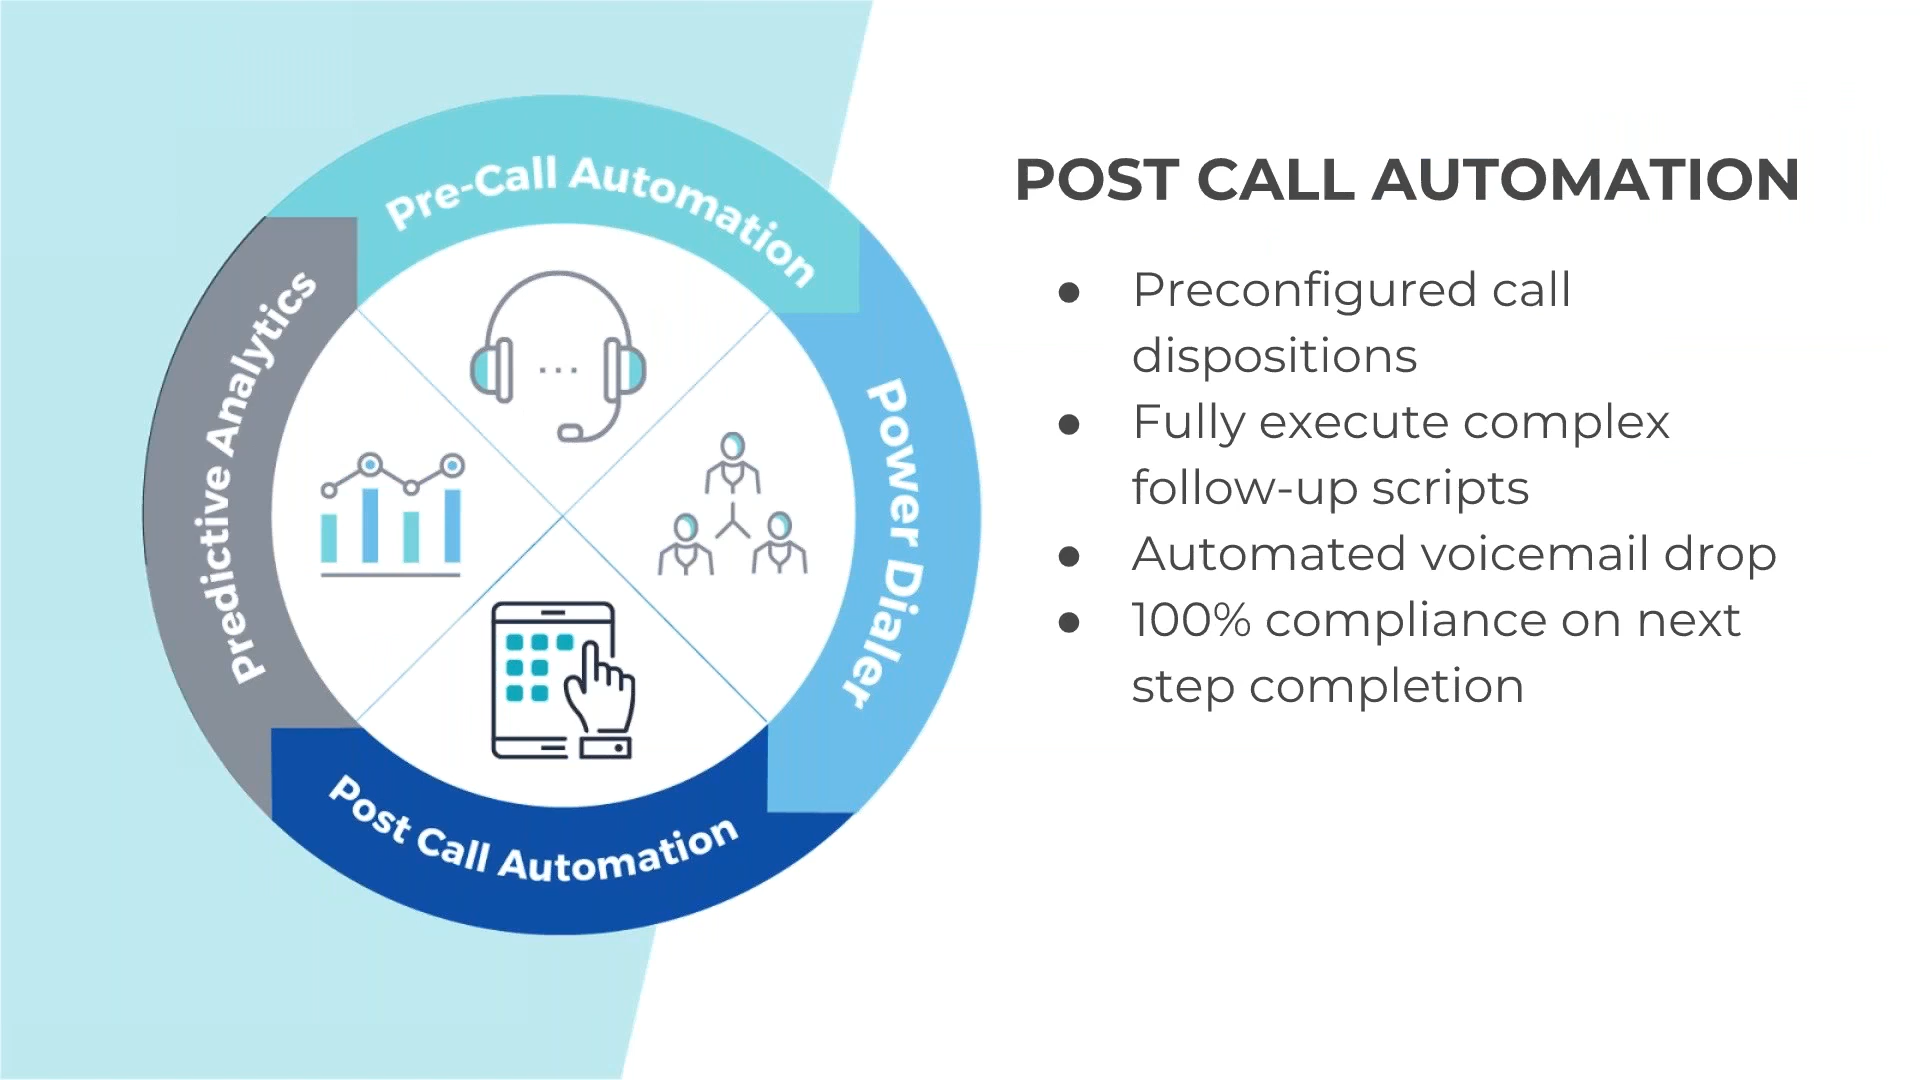 Pre-Call Automation
Predictive Analytics
Power Dialer
Post Call Automation
POST CALL AUTOMATION
● Preconfigured call
dispositions
● Fully execute complex
follow-up scripts
● Automated voicemail drop
● 100% compliance on next
step completion